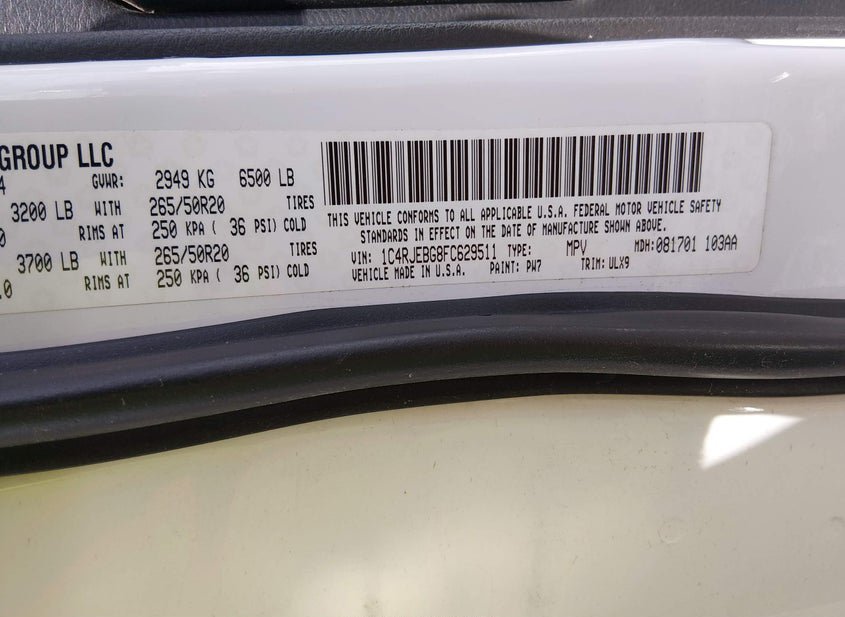 GROUP LLC
4 GVWR: 2949 KG 6500 LB
3200 LB WITH 265/50R20 TIRES
0 RIMS AT 250 KPA ( 36 PSI) COLD
3700 LB WITH 265/50R20 TIRES
.0 RIMS AT 250 KPA ( 36 PSI) COLD
THIS VEHICLE CONFORMS TO ALL APPLICABLE U.S.A. FEDERAL MOTOR VEHICLE SAFETY
STANDARDS IN EFFECT ON THE DATE OF MANUFACTURE SHOWN ABOVE.
VIN: 1C4RJEBG8FC629511 TYPE: MPV MDH: 081701 103AA
VEHICLE MADE IN U.S.A. PAINT: PW7 TRIM: ULX9